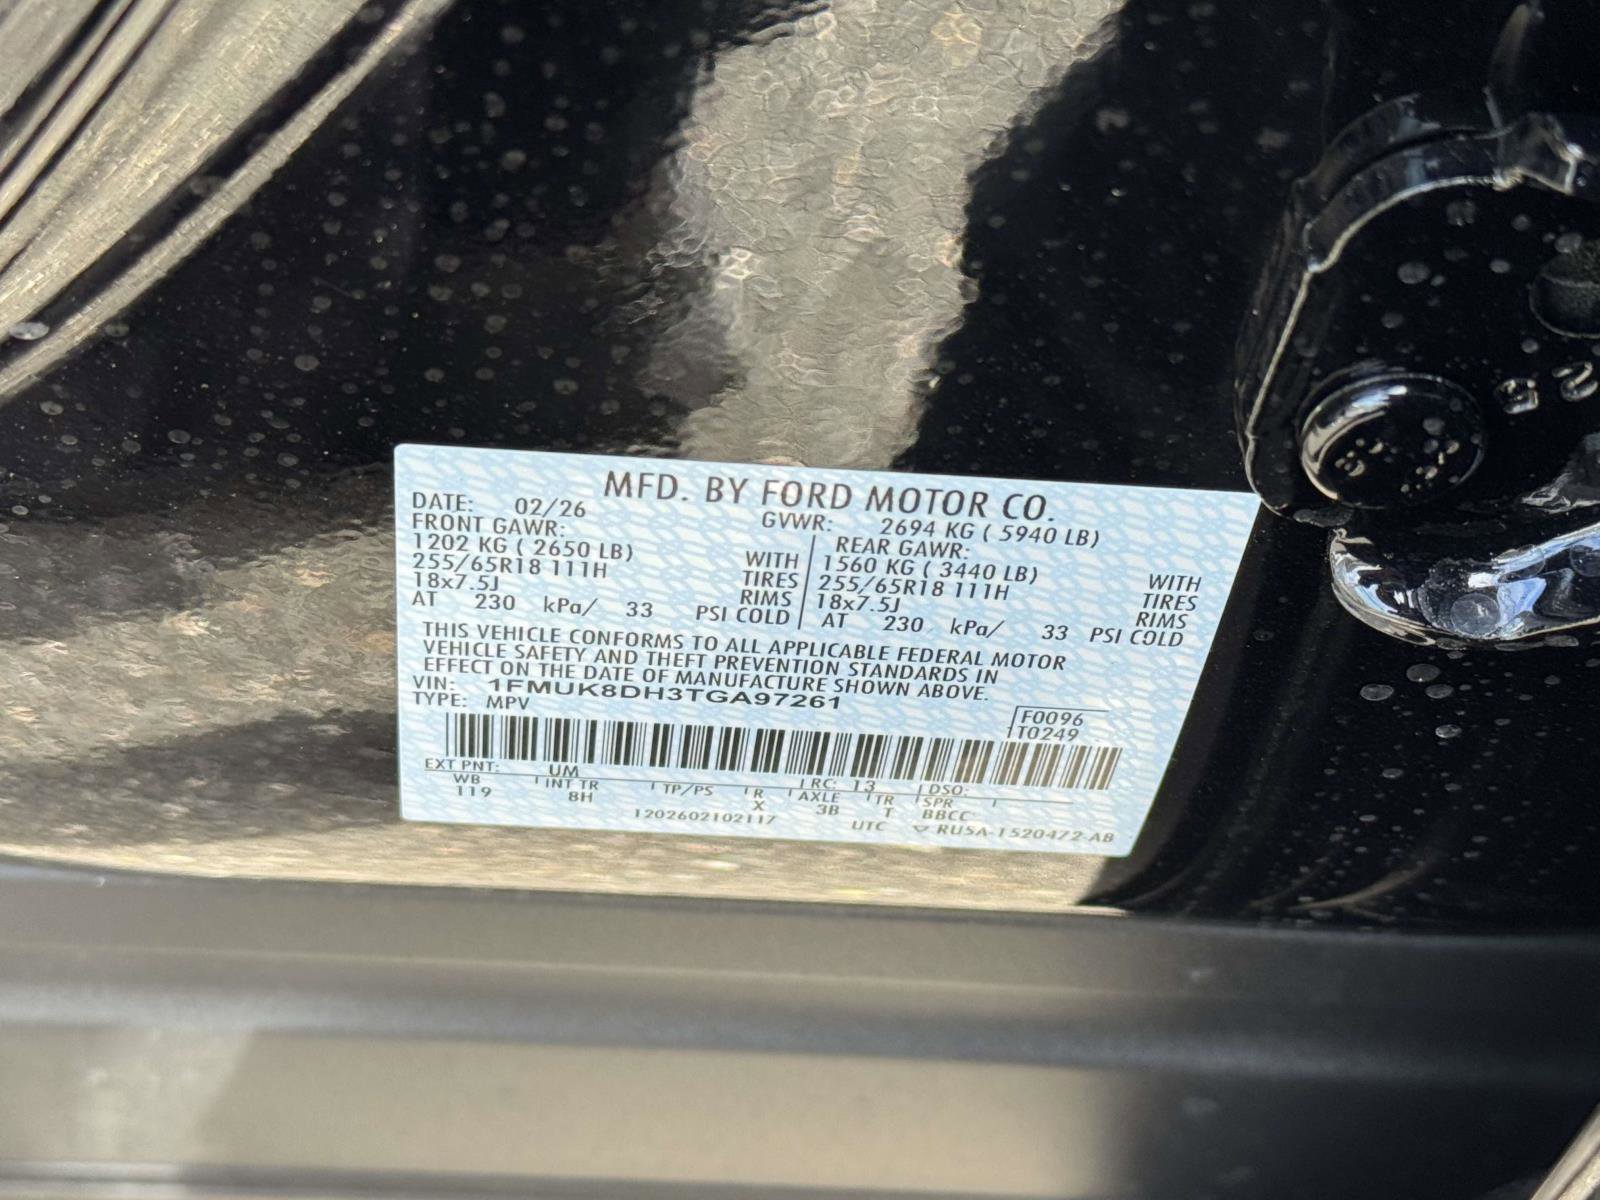 MFD. BY FORD MOTOR CO.
DATE: 02/26 GVWR: 2694 KG ( 5940 LB)
FRONT GAWR: REAR GAWR:
1202 KG ( 2650 LB) WITH 1560 KG ( 3440 LB) WITH
255/65R18 111H TIRES 255/65R18 111H TIRES
18x7.5J RIMS 18x7.5J RIMS
AT 230 kPa/ 33 PSI COLD AT 230 kPa/ 33 PSI COLD
THIS VEHICLE CONFORMS TO ALL APPLICABLE FEDERAL MOTOR
VEHICLE SAFETY AND THEFT PREVENTION STANDARDS IN
EFFECT ON THE DATE OF MANUFACTURE SHOWN ABOVE.
VIN: 1FMUK8DH3TGA97261
TYPE: MPV
F0096
T0249
EXT PNT: UM RC: 13 DSO:
WB INT TR TP/PS R AXLE TR SPR
119 8H X 3B T BBCC
1202602102117 UTC ▽ RU5A-1520472-AB